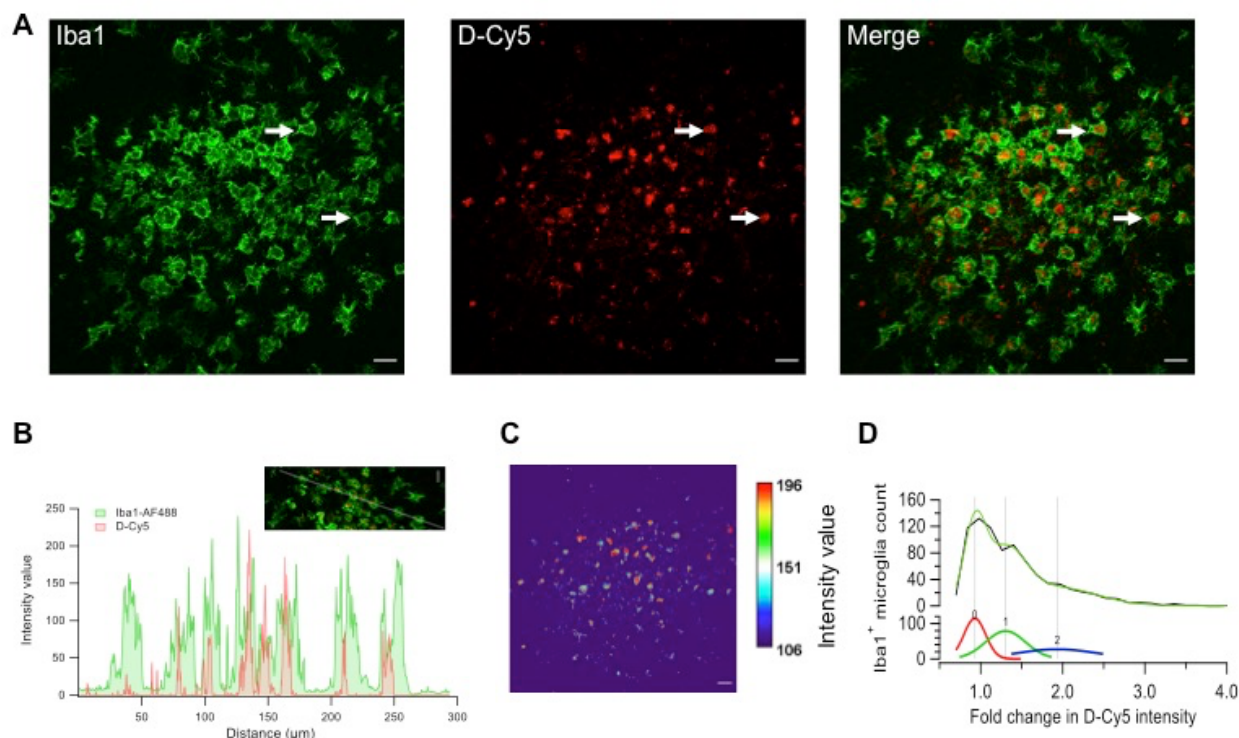 A
Iba1
D-Cy5
Merge
B
Iba1-AF488
D-Cy5
Intensity value
250
200
150
100
50
0
50
100
150
200
250
300
Distance (um)
C
196
151
106
Intensity value
D
Iba1+ microglia count
160
120
80
40
0
100
0
0
1
2
1.0
2.0
3.0
4.0
Fold change in D-Cy5 intensity